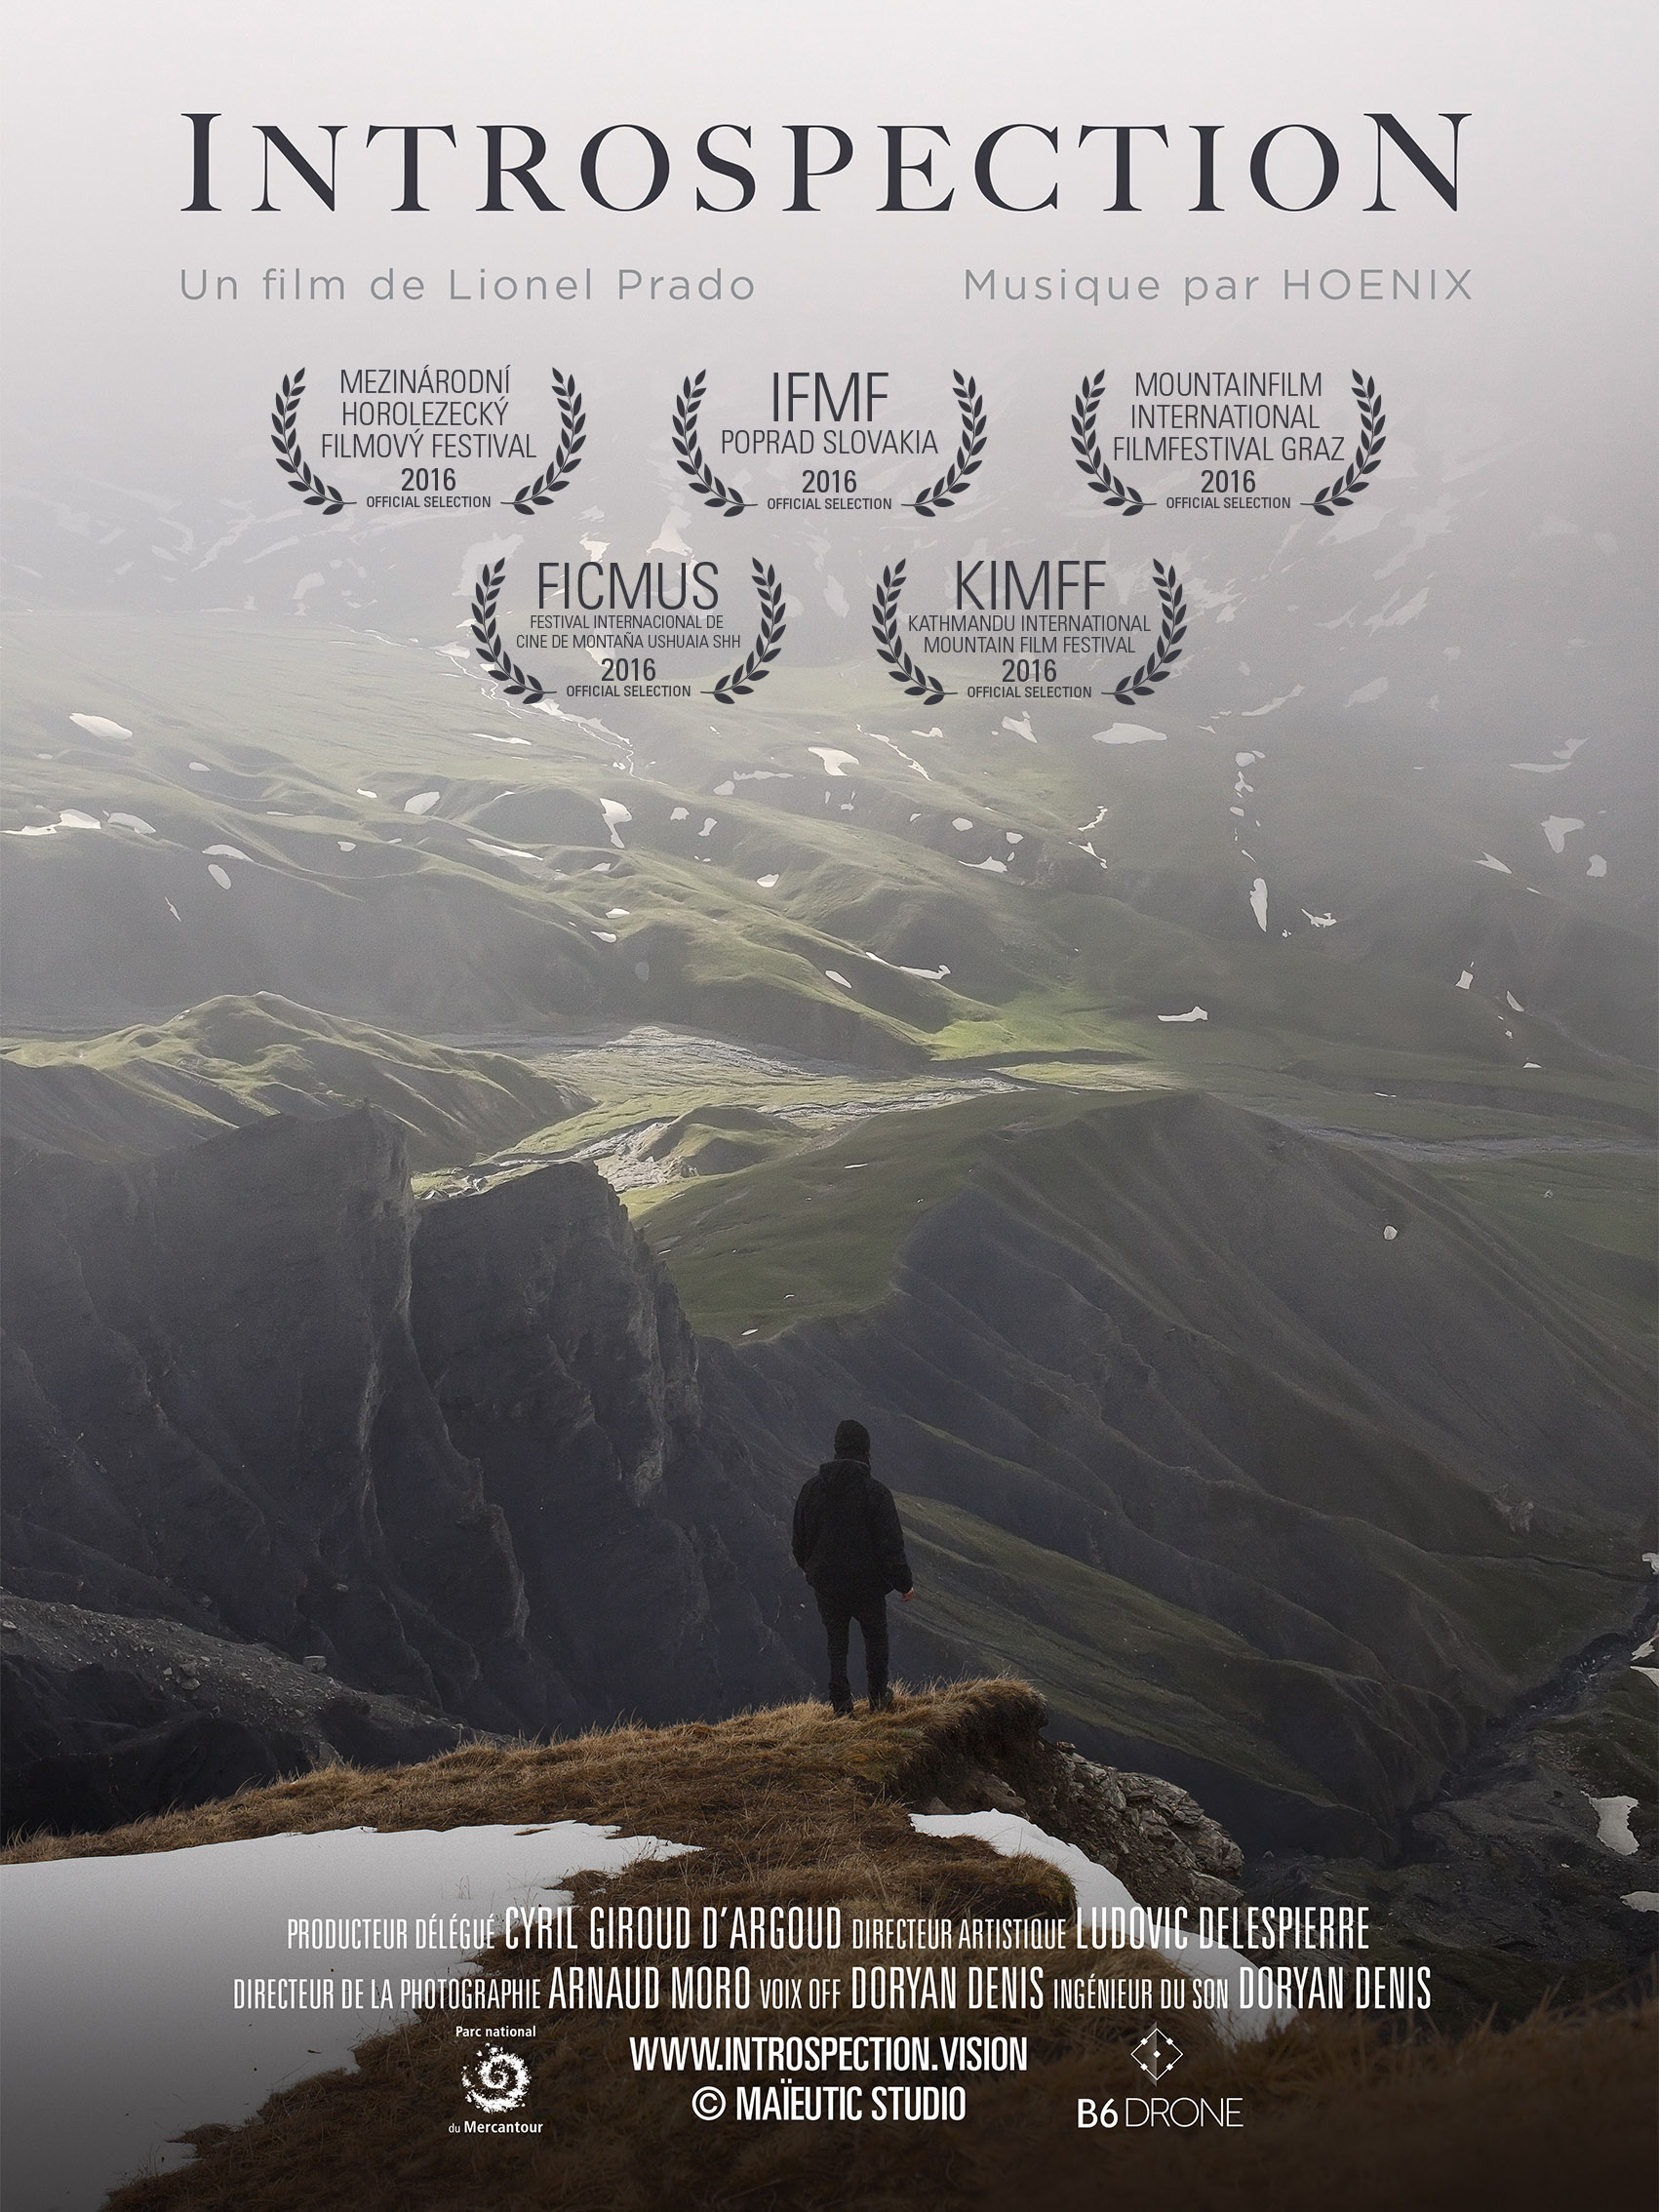 INTROSPECTION
Un film de Lionel Prado
Musique par HOENIX
MEZINÁRODNÍ
HOROLEZECKÝ
FILMOVÝ FESTIVAL
2016
OFFICIAL SELECTION
IFMF
POPRAD SLOVAKIA
2016
OFFICIAL SELECTION
MOUNTAINFILM
INTERNATIONAL
FILMFESTIVAL GRAZ
2016
OFFICIAL SELECTION
FICMUS
FESTIVAL INTERNACIONAL DE
CINE DE MONTAÑA USHUAIA SHH
2016
OFFICIAL SELECTION
KIMFF
KATHMANDU INTERNATIONAL
MOUNTAIN FILM FESTIVAL
2016
OFFICIAL SELECTION
PRODUCTEUR DÉLÉGUÉ CYRIL GIROUD D'ARGOUD DIRECTEUR ARTISTIQUE LUDOVIC DELESPIERRE
DIRECTEUR DE LA PHOTOGRAPHIE ARNAUD MORO VOIX OFF DORYAN DENIS INGÉNIEUR DU SON DORYAN DENIS
Parc national
du Mercantour
WWW.INTROSPECTION.VISION
© MAÏEUTIC STUDIO
B6 DRONE